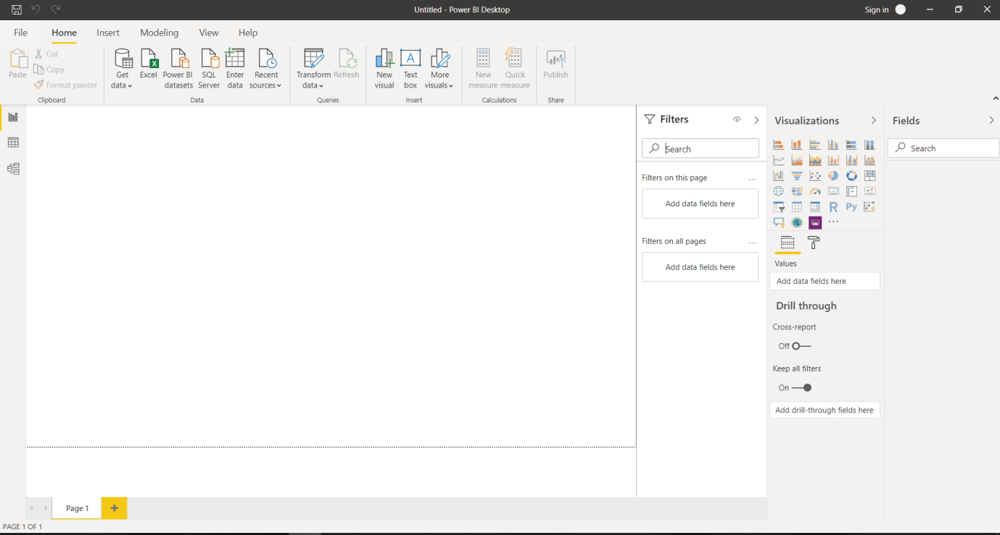 Untitled - Power BI Desktop
Sign in
File
Home
Insert
Modeling
View
Help
Paste
Cut
Copy
Format painter
Clipboard
Get
data
Excel
Power BI
datasets
SQL
Server
Enter
data
Recent
sources
Data
Transform
data
Refresh
Queries
New
visual
Text
box
More
visuals
Insert
New
measure
Quick
measure
Calculations
Publish
Share
Filters
Search
Filters on this page
...
Add data fields here
Filters on all pages
...
Add data fields here
Visualizations
123
R
Py
...
Values
Add data fields here
Drill through
Cross-report
Off
Keep all filters
On
Add drill-through fields here
Fields
Search
Page 1
PAGE 1 OF 1